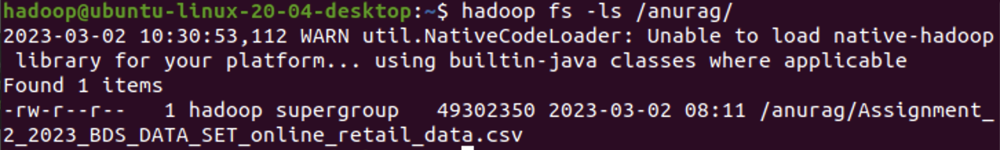 hadoop@ubuntu-linux-20-04-desktop:~$ hadoop fs -ls /anurag/
2023-03-02 10:30:53,112 WARN util.NativeCodeLoader: Unable to load native-hadoop
 library for your platform... using builtin-java classes where applicable
Found 1 items
-rw-r--r--   1 hadoop supergroup   49302350 2023-03-02 08:11 /anurag/Assignment_
2_2023_BDS_DATA_SET_online_retail_data.csv